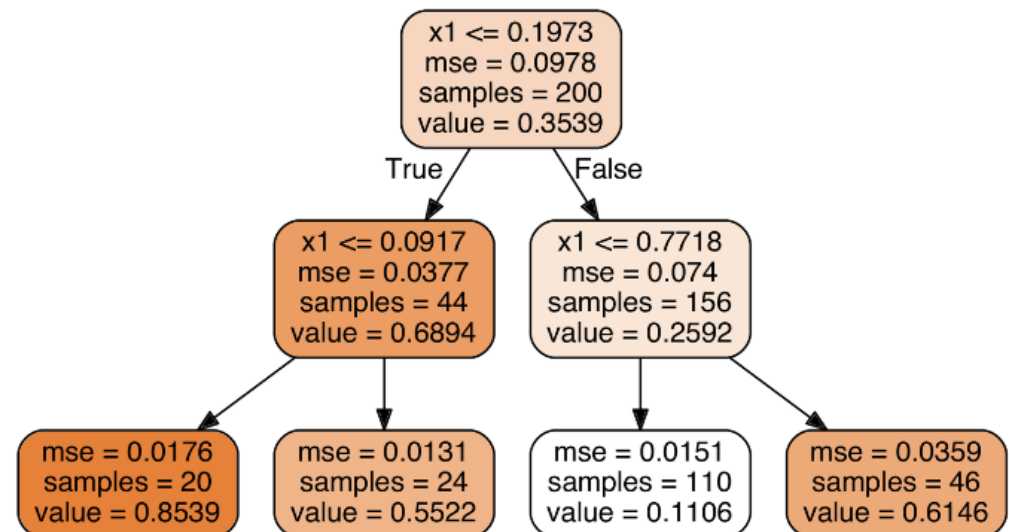 x1 <= 0.1973
mse = 0.0978
samples = 200
value = 0.3539
True
False
x1 <= 0.0917
mse = 0.0377
samples = 44
value = 0.6894
x1 <= 0.7718
mse = 0.074
samples = 156
value = 0.2592
mse = 0.0176
samples = 20
value = 0.8539
mse = 0.0131
samples = 24
value = 0.5522
mse = 0.0151
samples = 110
value = 0.1106
mse = 0.0359
samples = 46
value = 0.6146